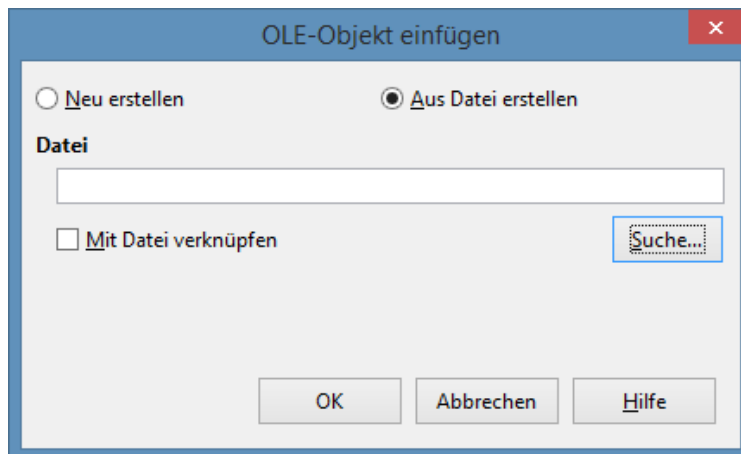 OLE-Objekt einfügen
Neu erstellen
Aus Datei erstellen
Datei
Mit Datei verknüpfen
Suche...
OK
Abbrechen
Hilfe